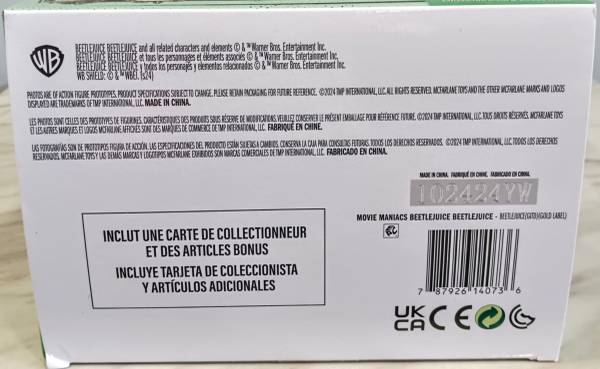 WB
BEETLEJUICE BEETLEJUICE and all related characters and elements © & ™ Warner Bros. Entertainment Inc.
BEETLEJUICE BEETLEJUICE et tous les personnages et éléments associés © & ™ Warner Bros. Entertainment Inc.
BEETLEJUICE BEETLEJUICE y todos los personajes y elementos relacionados © & ™ Warner Bros. Entertainment Inc.
WB SHIELD: © & ™ WBEI. (s24)
PHOTOS ARE OF ACTION FIGURE PROTOTYPES. PRODUCT SPECIFICATIONS SUBJECT TO CHANGE. PLEASE RETAIN PACKAGING FOR FUTURE REFERENCE. ©2024 TMP INTERNATIONAL, LLC. ALL RIGHTS RESERVED. MCFARLANE TOYS AND THE OTHER MCFARLANE MARKS AND LOGOS
DISPLAYED ARE TRADEMARKS OF TMP INTERNATIONAL, LLC. MADE IN CHINA.
LES PHOTOS SONT CELLES DES PROTOTYPES DE FIGURINES. CARACTÉRISTIQUES DES PRODUITS SOUS RÉSERVE DE MODIFICATIONS. VEUILLEZ CONSERVER LE PRÉSENT EMBALLAGE POUR RÉFÉRENCE FUTURE. ©2024 TMP INTERNATIONAL, LLC. TOUS DROITS RÉSERVÉS. MCFARLANE TOYS
ET LES AUTRES MARQUES ET LOGOS MCFARLANE AFFICHÉS SONT DES MARQUES DE COMMERCE DE TMP INTERNATIONAL, LLC. FABRIQUÉ EN CHINE.
LAS FOTOGRAFÍAS SON DE PROTOTIPOS FIGURA DE ACCIÓN. LAS ESPECIFICACIONES DEL PRODUCTO ESTÁN SUJETAS A CAMBIOS. CONSERVA LA CAJA PARA CONSULTAS FUTURAS. TODOS LOS DERECHOS RESERVADOS. ©2024 TMP INTERNATIONAL, LLC. TODOS LOS DERECHOS
RESERVADOS. MCFARLANE TOYS Y LAS DEMÁS MARCAS Y LOGOTIPOS MCFARLANE EXHIBIDOS SON MARCAS COMERCIALES DE TMP INTERNATIONAL, LLC. FABRICADO EN CHINA.
MADE IN CHINA. FABRIQUÉ EN CHINE. FABRICADO EN CHINA.
102424YW
MOVIE MANIACS BEETLEJUICE BEETLEJUICE - BEETLEJUICE(GITD)(GOLD LABEL)
INCLUT UNE CARTE DE COLLECTIONNEUR
ET DES ARTICLES BONUS
INCLUYE TARJETA DE COLECCIONISTA
Y ARTÍCULOS ADICIONALES
7 87926 14073 6
UK
CA CE